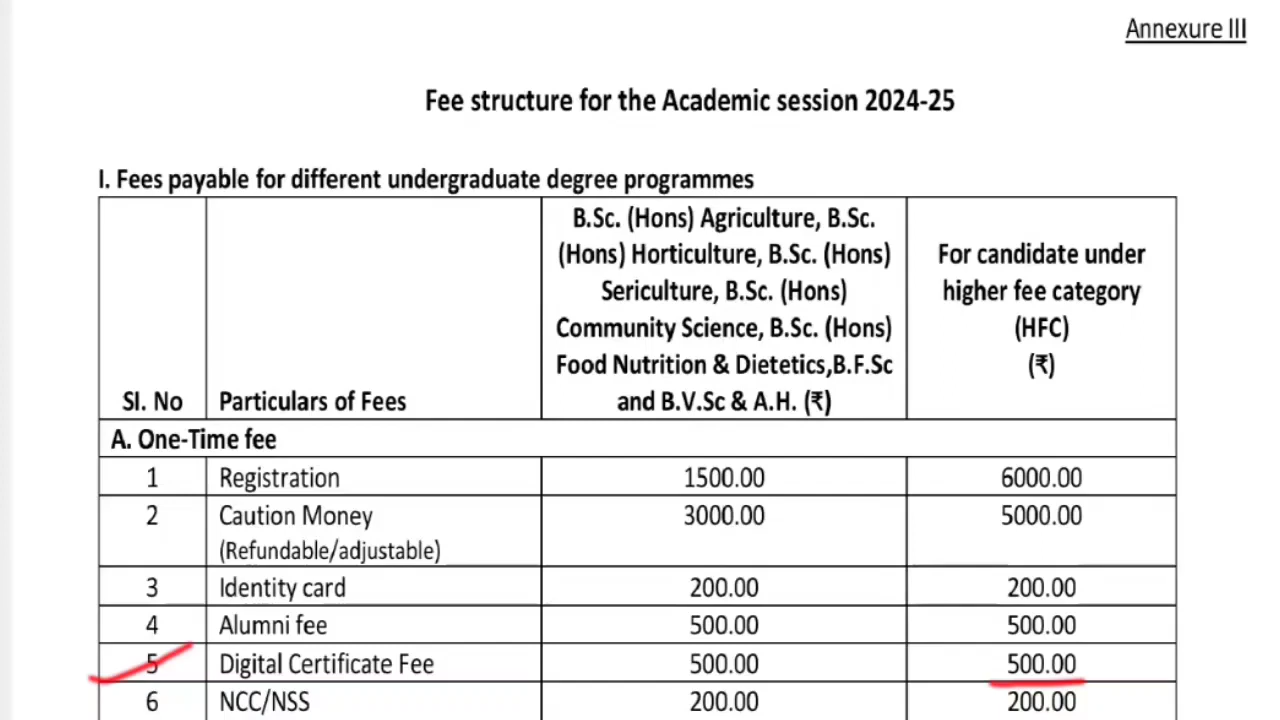 Annexure III
Fee structure for the Academic session 2024-25
I. Fees payable for different undergraduate degree programmes
Sl. No
Particulars of Fees
B.Sc. (Hons) Agriculture, B.Sc.
(Hons) Horticulture, B.Sc. (Hons)
Sericulture, B.Sc. (Hons)
Community Science, B.Sc. (Hons)
Food Nutrition & Dietetics,B.F.Sc
and B.V.Sc & A.H. (₹)
For candidate under
higher fee category
(HFC)
(₹)
A. One-Time fee
1 Registration 1500.00 6000.00
2 Caution Money 3000.00 5000.00
(Refundable/adjustable)
3 Identity card 200.00 200.00
4 Alumni fee 500.00 500.00
5 Digital Certificate Fee 500.00 500.00
6 NCC/NSS 200.00 200.00